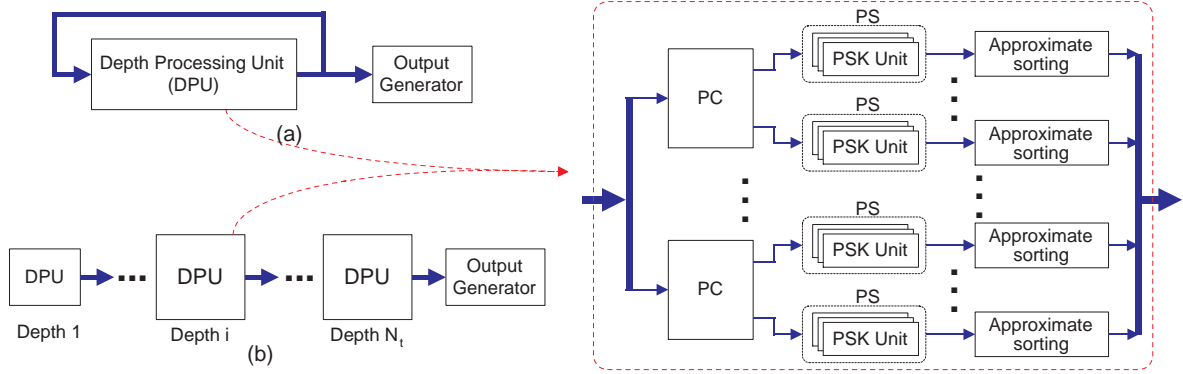 Depth Processing Unit
(DPU)
Output
Generator
(a)
DPU
DPU
DPU
Output
Generator
Depth 1
Depth i
Depth N_t
(b)
PC
PS
PSK Unit
Approximate
sorting
PS
PSK Unit
Approximate
sorting
PC
PS
PSK Unit
Approximate
sorting
PS
PSK Unit
Approximate
sorting